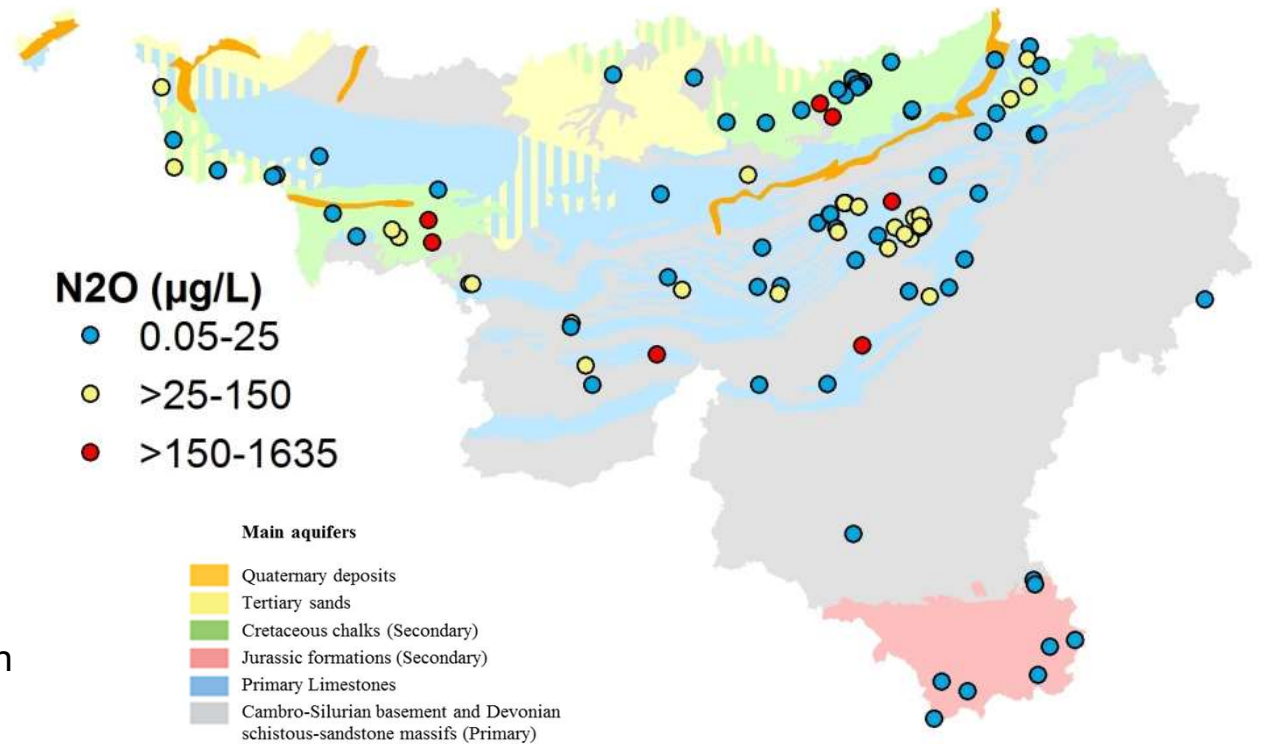 N2O (µg/L)
0.05-25
>25-150
>150-1635
Main aquifers
Quaternary deposits
Tertiary sands
Cretaceous chalks (Secondary)
Jurassic formations (Secondary)
n
Primary Limestones
Cambro-Silurian basement and Devonian
schistous-sandstone massifs (Primary)